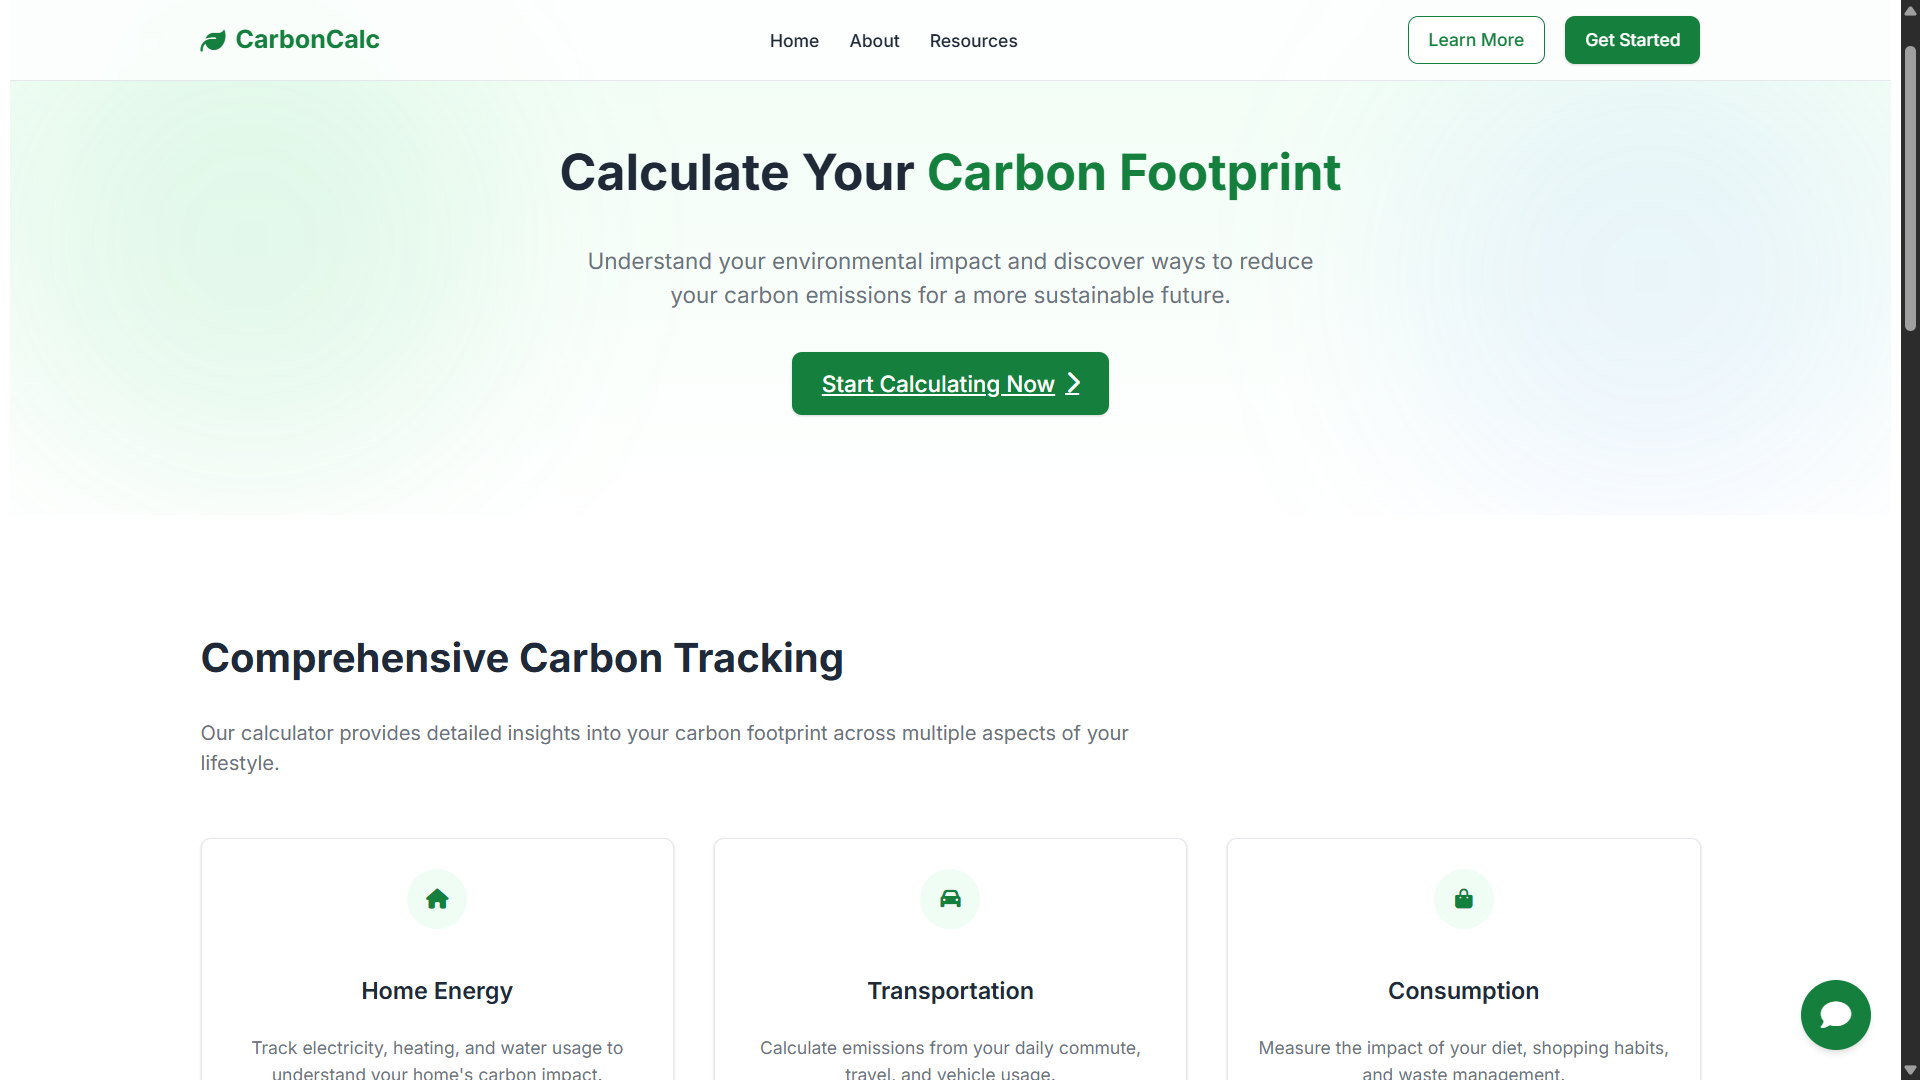 CarbonCalc
Home
About
Resources
Learn More
Get Started
Calculate Your Carbon Footprint
Understand your environmental impact and discover ways to reduce
your carbon emissions for a more sustainable future.
Start Calculating Now
Comprehensive Carbon Tracking
Our calculator provides detailed insights into your carbon footprint across multiple aspects of your
lifestyle.
Home Energy
Track electricity, heating, and water usage to
understand your home's carbon impact.
Transportation
Calculate emissions from your daily commute,
travel, and vehicle usage.
Consumption
Measure the impact of your diet, shopping habits,
and waste management.